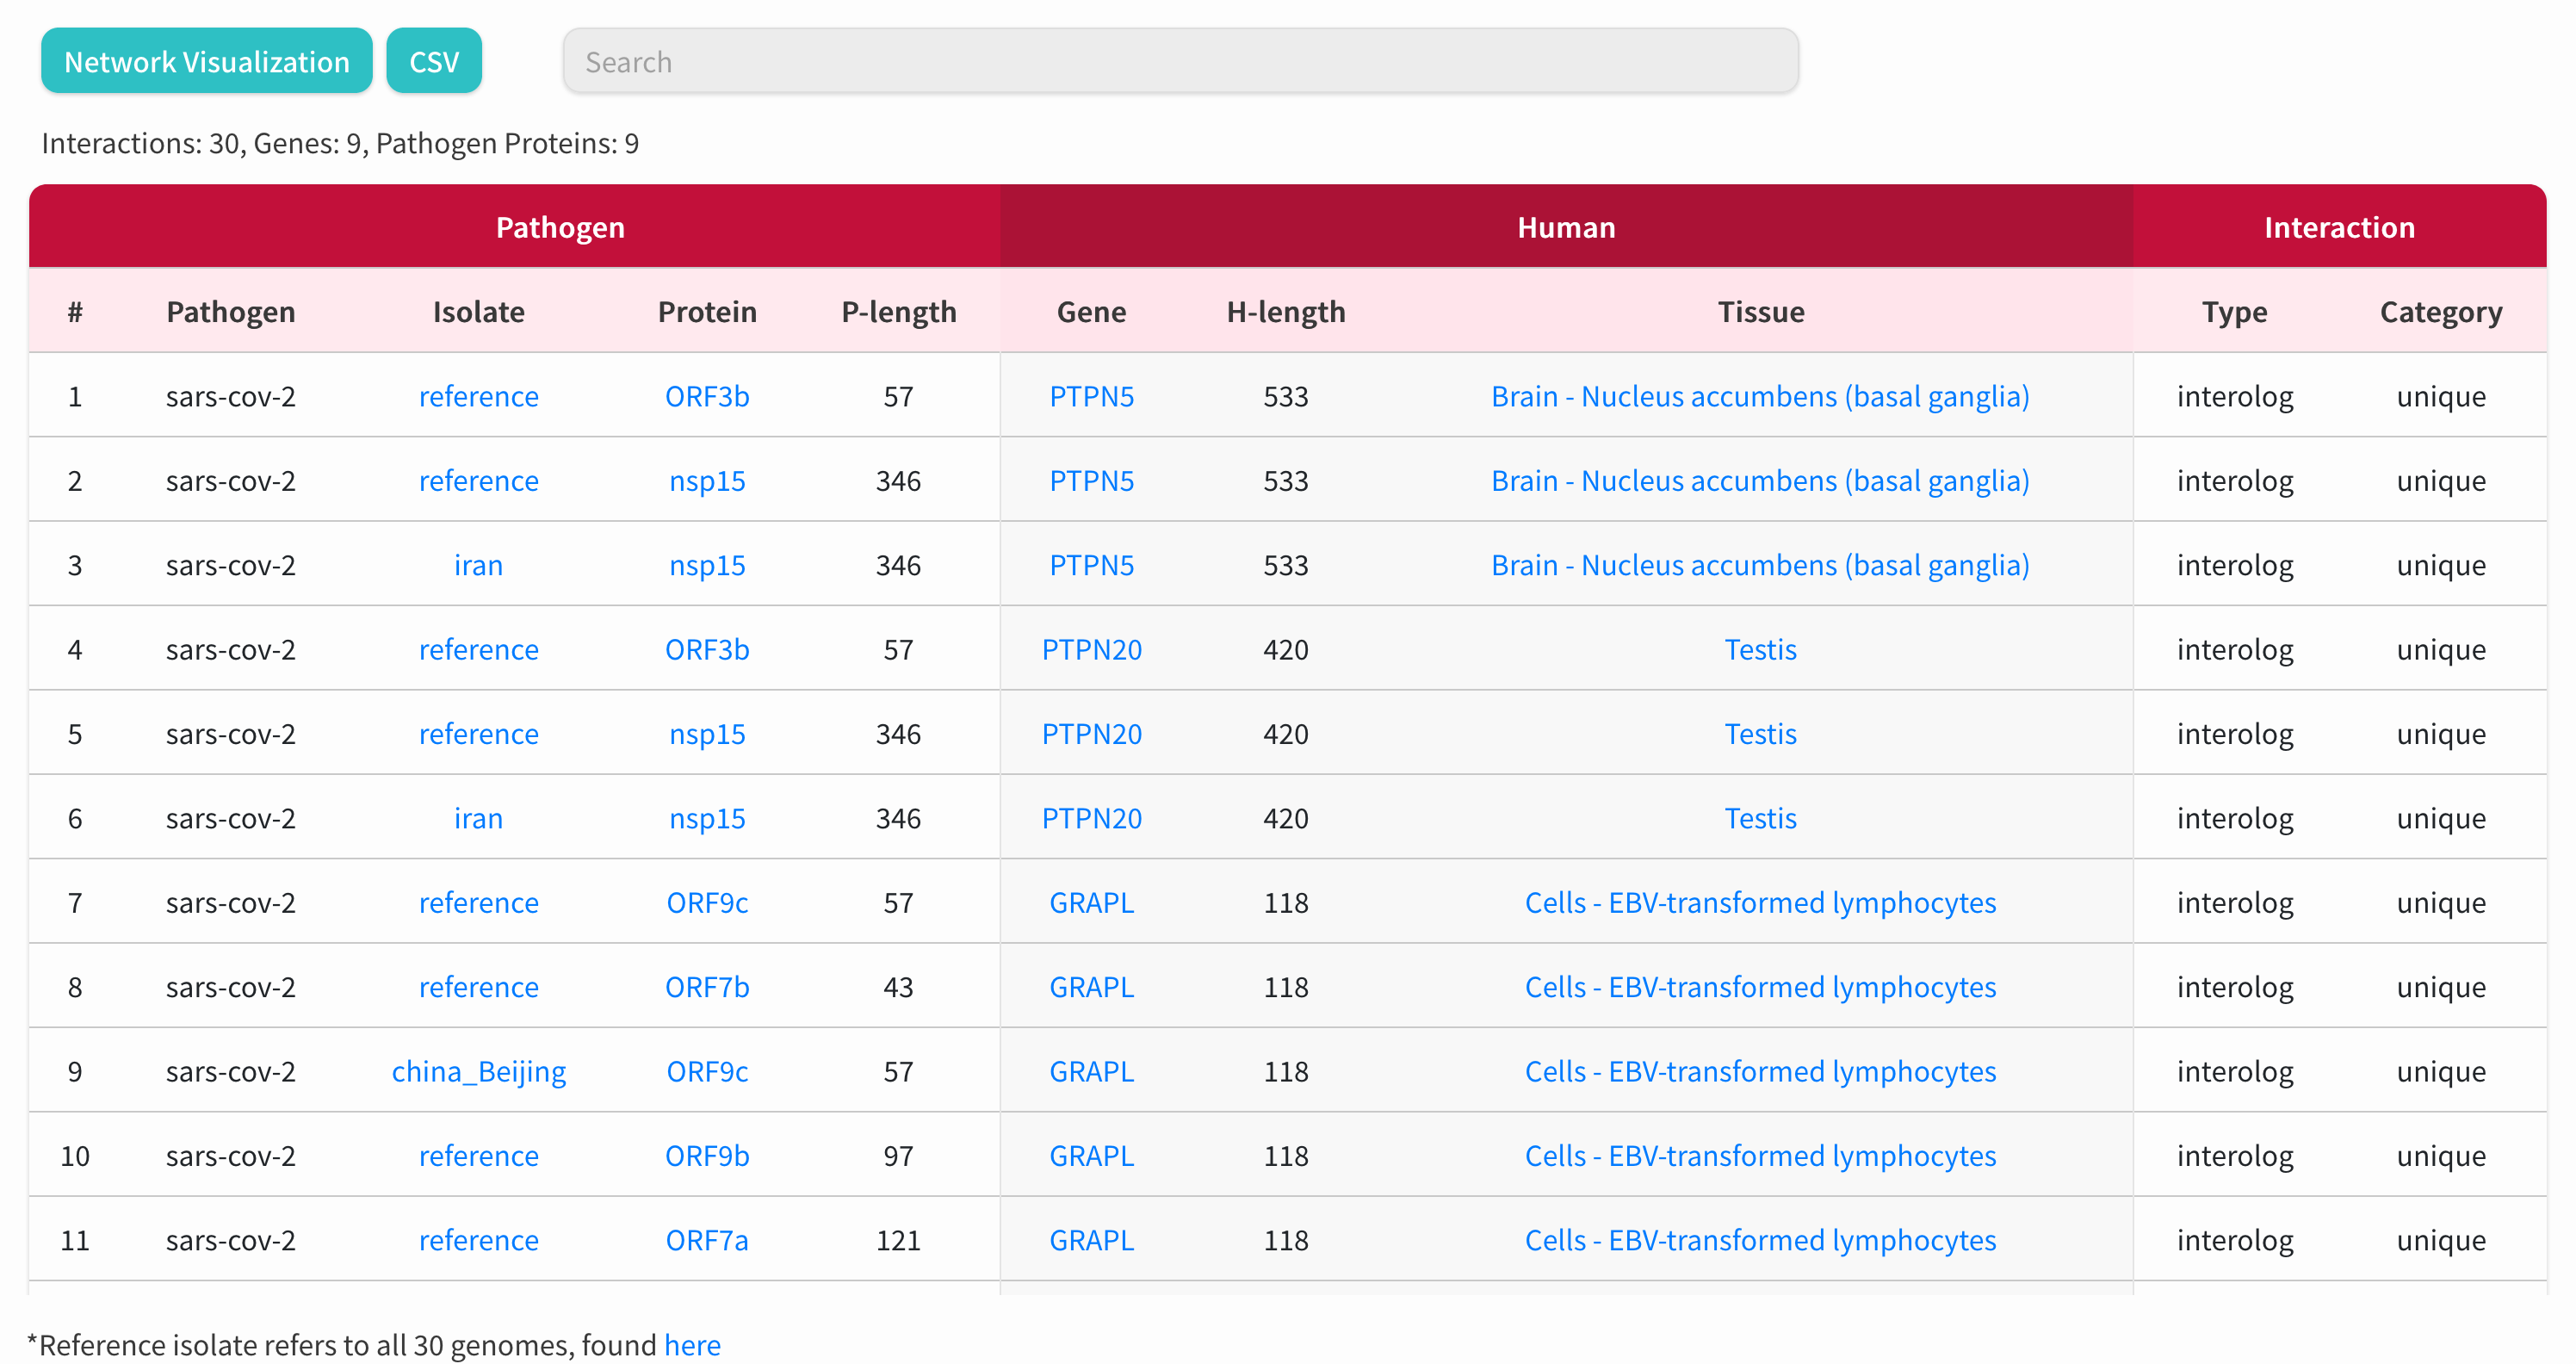 Network Visualization CSV Search
Interactions: 30, Genes: 9, Pathogen Proteins: 9
Pathogen Human Interaction
# Pathogen Isolate Protein P-length Gene H-length Tissue Type Category
1 sars-cov-2 reference ORF3b 57 PTPN5 533 Brain - Nucleus accumbens (basal ganglia) interolog unique
2 sars-cov-2 reference nsp15 346 PTPN5 533 Brain - Nucleus accumbens (basal ganglia) interolog unique
3 sars-cov-2 iran nsp15 346 PTPN5 533 Brain - Nucleus accumbens (basal ganglia) interolog unique
4 sars-cov-2 reference ORF3b 57 PTPN20 420 Testis interolog unique
5 sars-cov-2 reference nsp15 346 PTPN20 420 Testis interolog unique
6 sars-cov-2 iran nsp15 346 PTPN20 420 Testis interolog unique
7 sars-cov-2 reference ORF9c 57 GRAPL 118 Cells - EBV-transformed lymphocytes interolog unique
8 sars-cov-2 reference ORF7b 43 GRAPL 118 Cells - EBV-transformed lymphocytes interolog unique
9 sars-cov-2 china_Beijing ORF9c 57 GRAPL 118 Cells - EBV-transformed lymphocytes interolog unique
10 sars-cov-2 reference ORF9b 97 GRAPL 118 Cells - EBV-transformed lymphocytes interolog unique
11 sars-cov-2 reference ORF7a 121 GRAPL 118 Cells - EBV-transformed lymphocytes interolog unique
*Reference isolate refers to all 30 genomes, found here